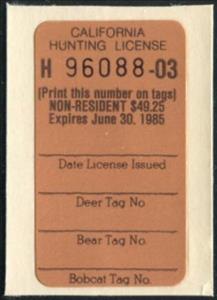 CALIFORNIA
HUNTING LICENSE
H 96088-03
(Print this number on tags)
NON-RESIDENT $49.25
Expires June 30, 1985
Date License Issued
Deer Tag No.
Bear Tag No.
Bobcat Tag No.